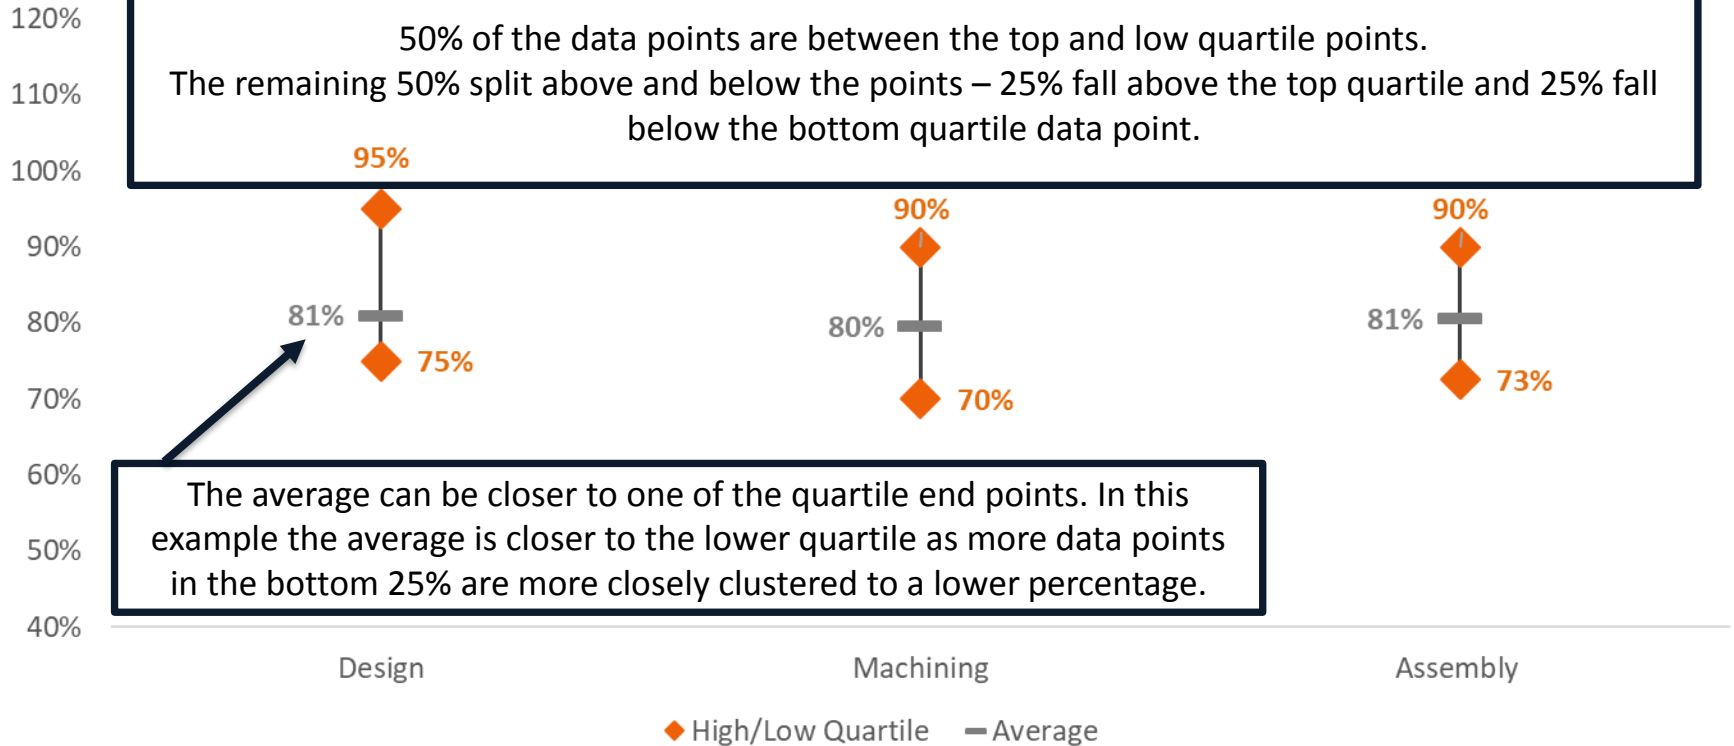 120%
50% of the data points are between the top and low quartile points.
The remaining 50% split above and below the points – 25% fall above the top quartile and 25% fall
below the bottom quartile data point.
110%
100%
95%
90%
90%
90%
81%
80%
81%
80%
75%
70%
73%
70%
60%
The average can be closer to one of the quartile end points. In this
example the average is closer to the lower quartile as more data points
in the bottom 25% are more closely clustered to a lower percentage.
50%
40%
Design
Machining
Assembly
High/Low Quartile
Average